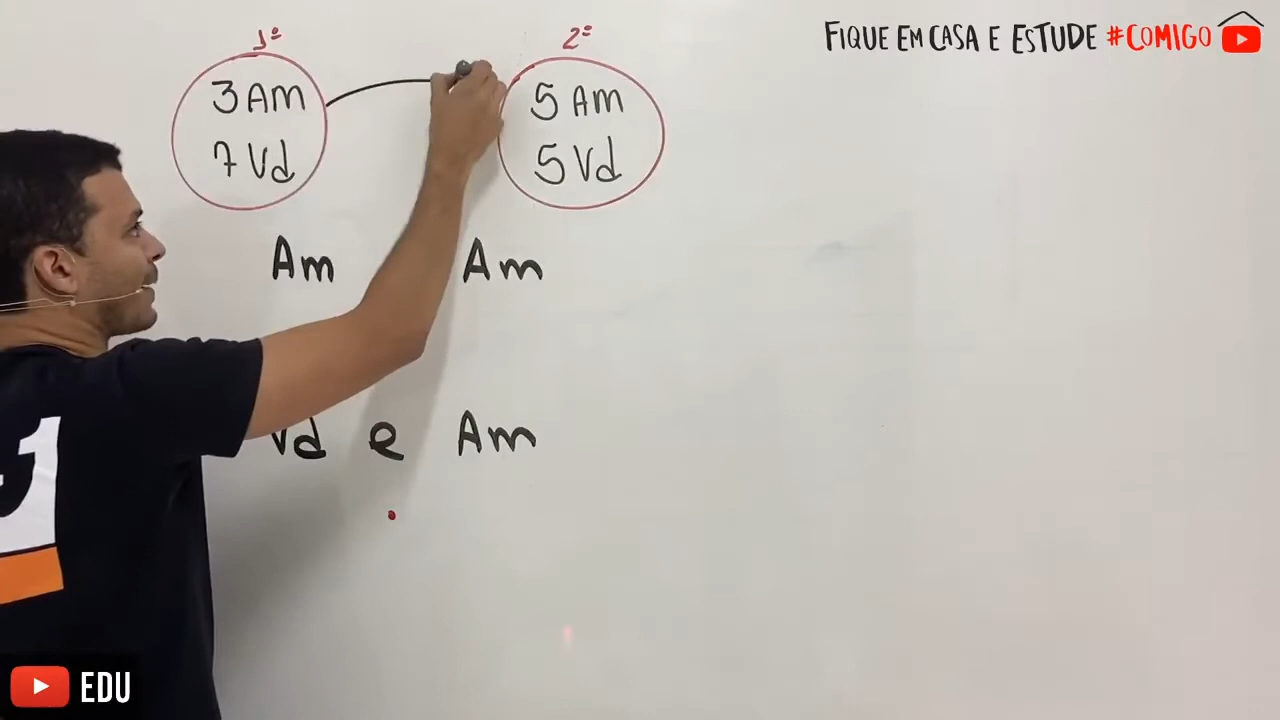 1º 2º
FIQUE EM CASA E ESTUDE #COMIGO
3 Am 5 Am
7 Vd 5 Vd
Am Am
Vd e Am
EDU